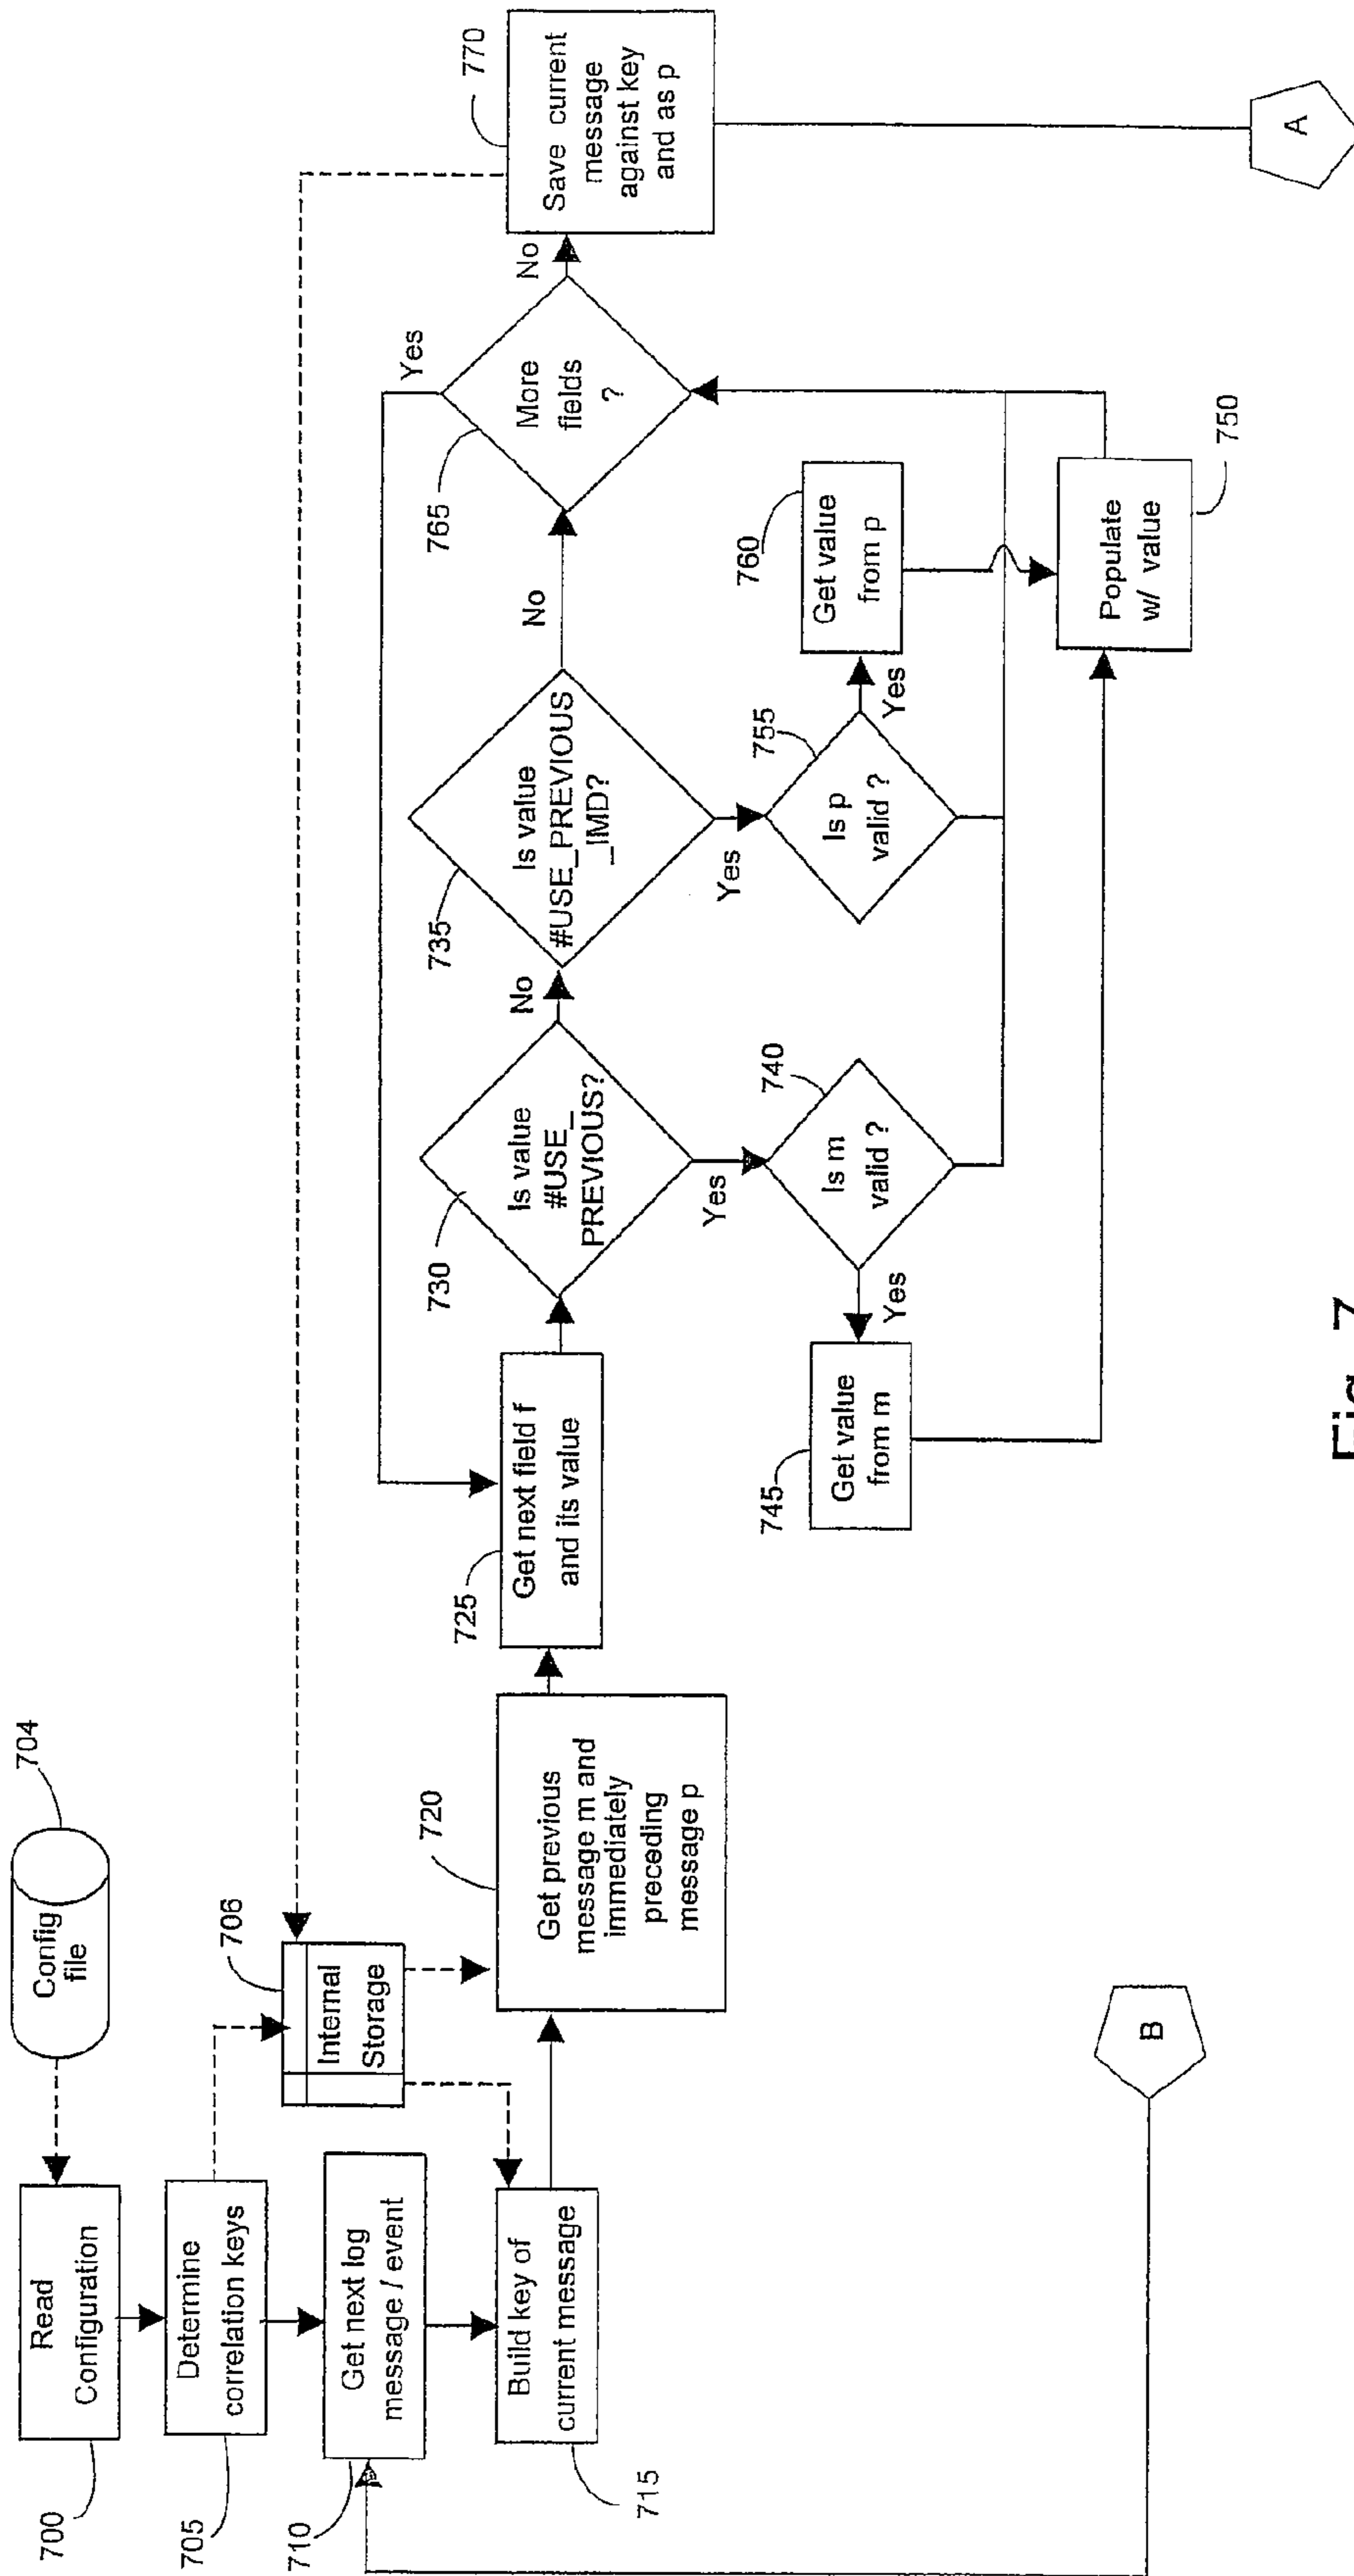 700
Read
Configuration
Config
file
704
705
Determine
correlation keys
706
Internal
Storage
710
Get next log
message / event
715
Build key of
current message
720
Get previous
message m and
immediately
preceding
message p
725
Get next field f
and its value
730
Is value
#USE_
PREVIOUS?
No
Yes
735
Is value
#USE_PREVIOUS
_IMD?
No
Yes
740
Is m
valid ?
Yes
745
Get value
from m
755
Is p
valid ?
Yes
760
Get value
from p
750
Populate
w/ value
765
More
fields
?
Yes
No
770
Save current
message
against key
and as p
A
B
Fig. 7